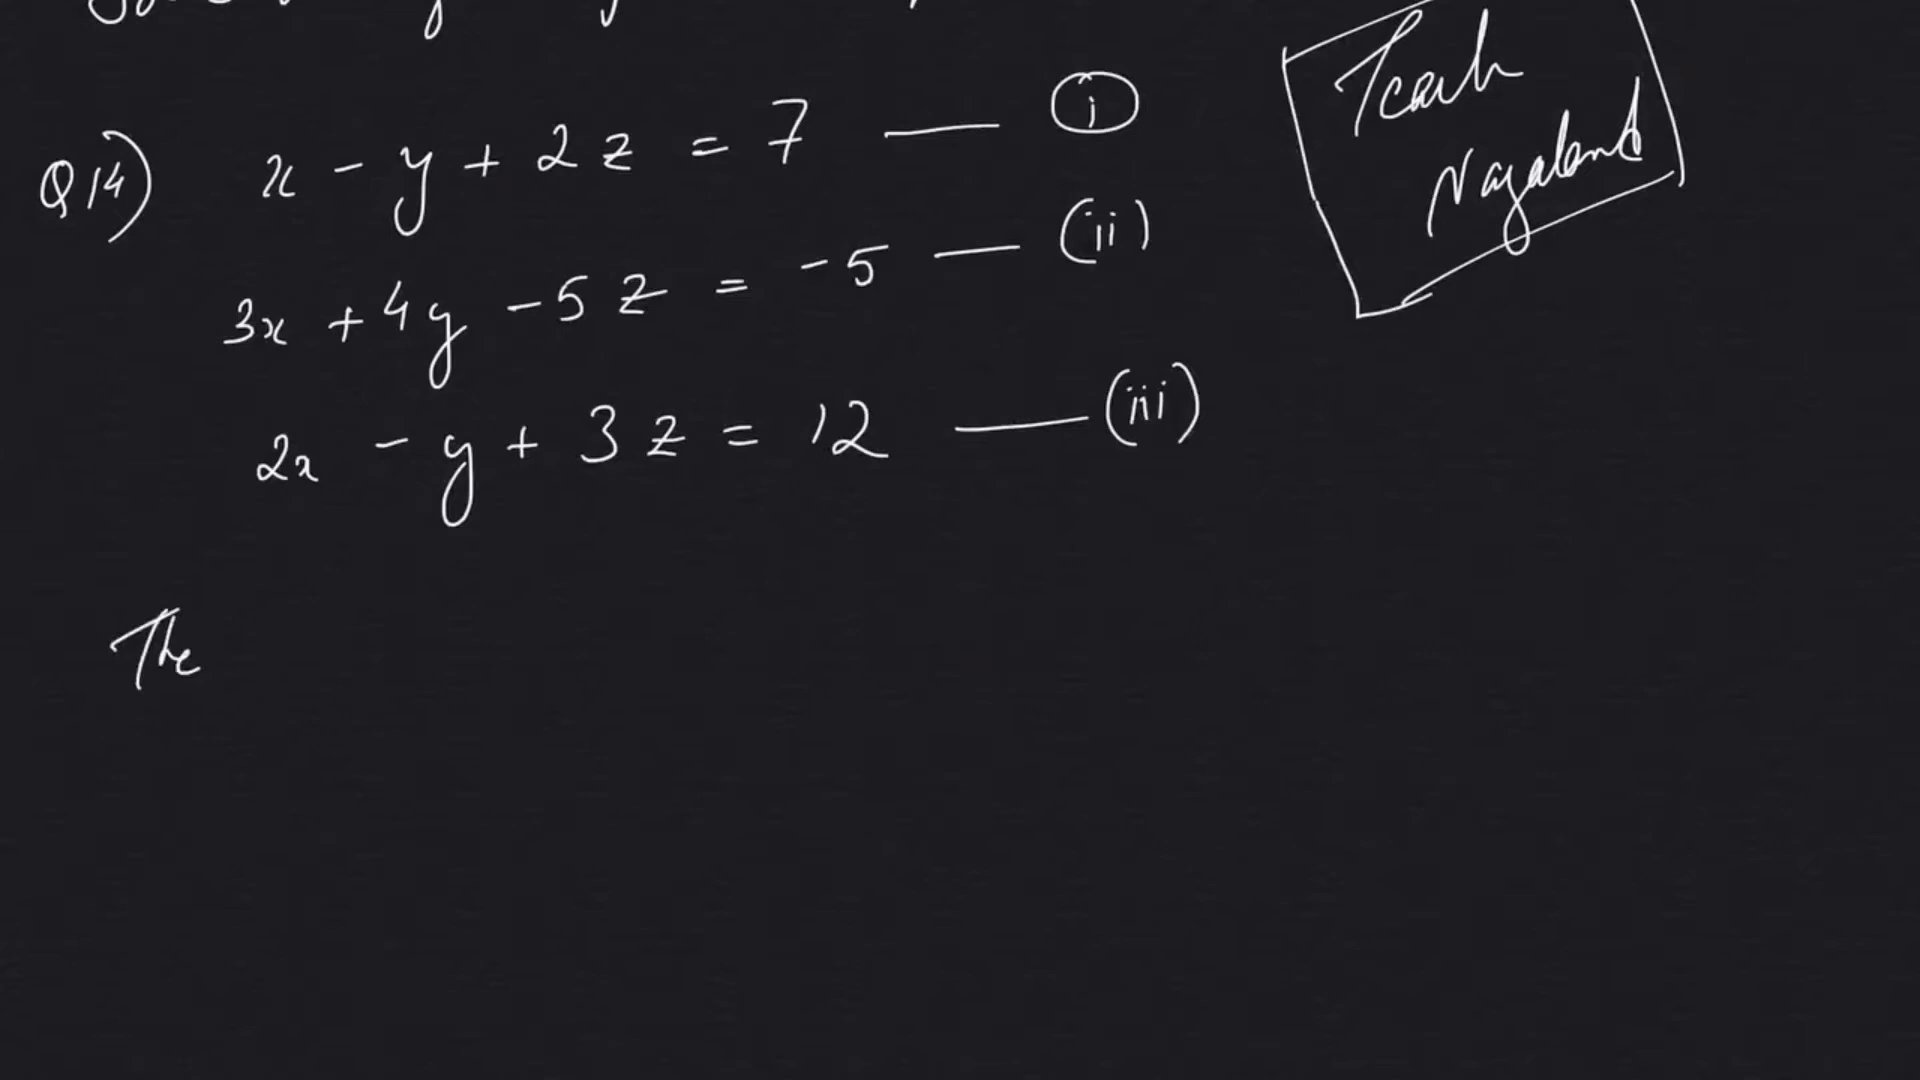 Q14) x - y + 2z = 7 — (i)
3x + 4y - 5z = -5 — (ii)
2x - y + 3z = 12 — (iii)
The
Teach
Nagaland